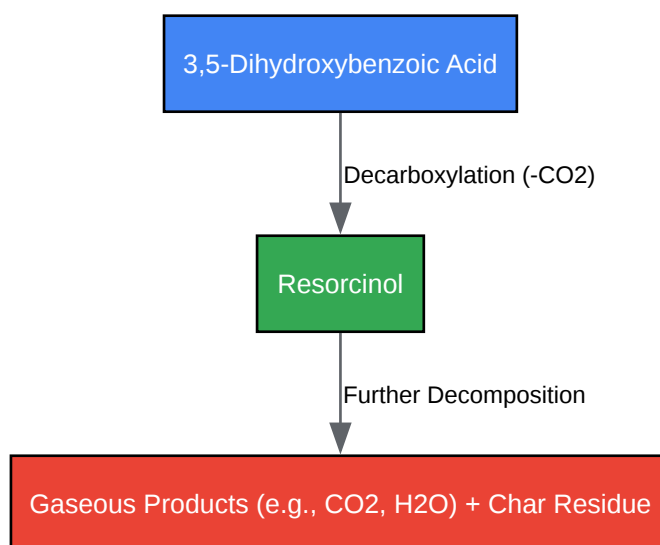 3,5-Dihydroxybenzoic Acid
Decarboxylation (-CO2)
Resorcinol
Further Decomposition
Gaseous Products (e.g., CO2, H2O) + Char Residue